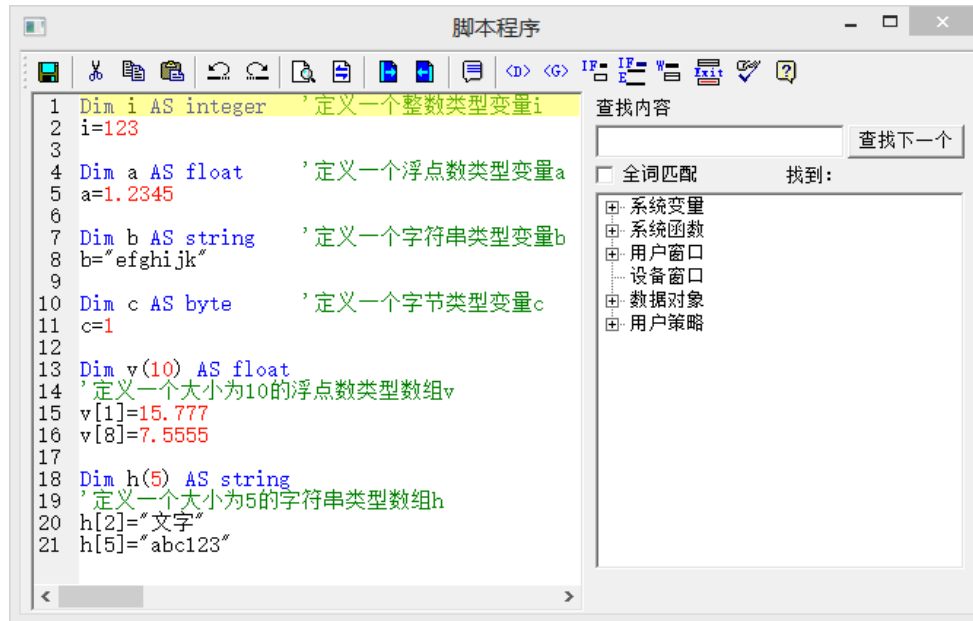 脚本程序
<D> <G> IF IF E W Exit
1 Dim i AS integer '定义一个整数类型变量i
2 i=123
3
4 Dim a AS float '定义一个浮点数类型变量a
5 a=1.2345
6
7 Dim b AS string '定义一个字符串类型变量b
8 b="efghijk"
9
10 Dim c AS byte '定义一个字节类型变量c
11 c=1
12
13 Dim v(10) AS float
14 '定义一个大小为10的浮点数类型数组v
15 v[1]=15.777
16 v[8]=7.5555
17
18 Dim h(5) AS string
19 '定义一个大小为5的字符串类型数组h
20 h[2]="文字"
21 h[5]="abc123"
查找内容
查找下一个
全词匹配 找到:
系统变量
系统函数
用户窗口
设备窗口
数据对象
用户策略